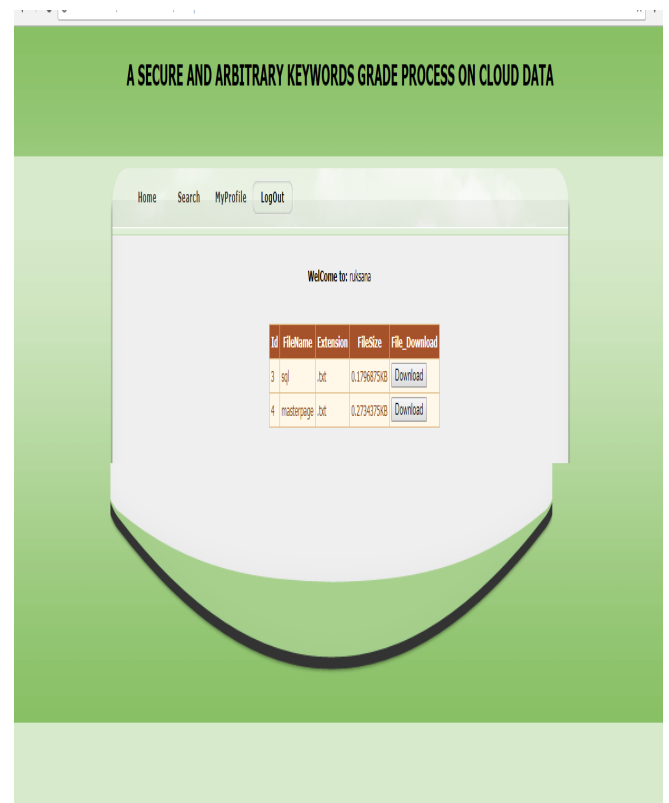 A SECURE AND ARBITRARY KEYWORDS GRADE PROCESS ON CLOUD DATA
Home Search MyProfile LogOut
WelCome to: ruksana
Id FileName Extension FileSize File_Download
3 sql .txt 0.1796875KB Download
4 masterpage .txt 0.2734375KB Download